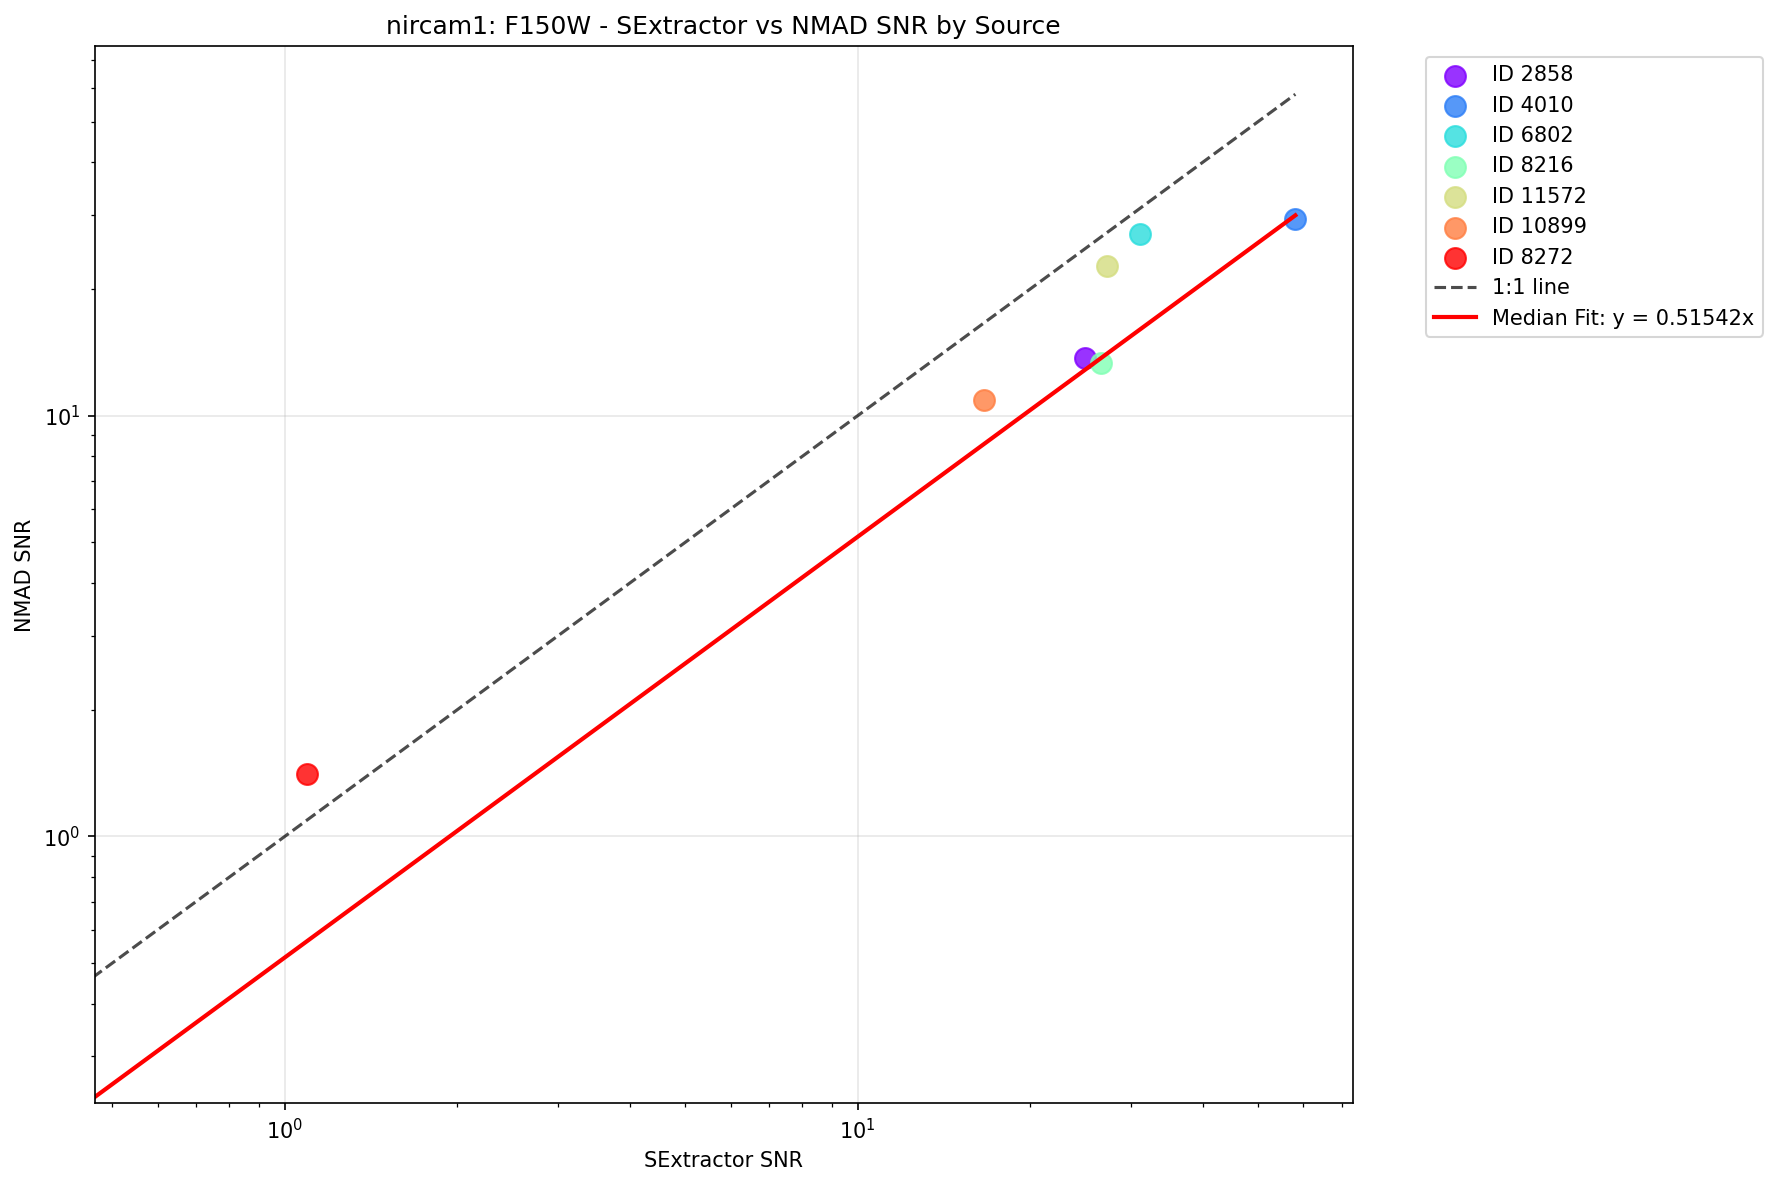 nircam1: F150W - SExtractor vs NMAD SNR by Source
ID 2858
ID 4010
ID 6802
ID 8216
ID 11572
ID 10899
ID 8272
1:1 line
Median Fit: y = 0.51542x
NMAD SNR
10¹
10⁰
10⁰
10¹
SExtractor SNR